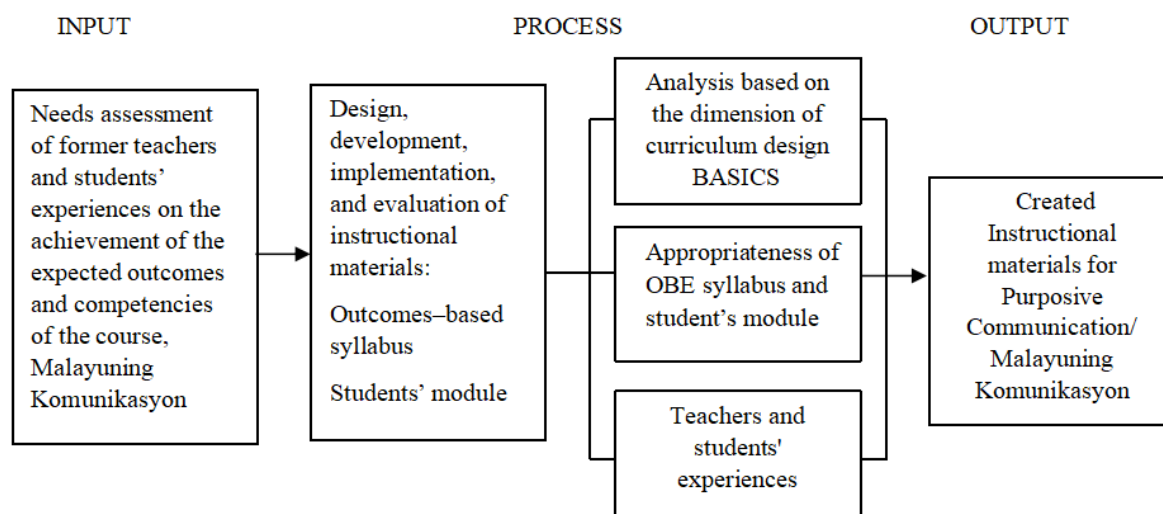 INPUT
PROCESS
OUTPUT
Needs assessment
of former teachers
and students’
experiences on the
achievement of the
expected outcomes
and competencies
of the course,
Malayuning
Komunikasyon
Design,
development,
implementation,
and evaluation of
instructional
materials:
Outcomes–based
syllabus
Students’ module
Analysis based on
the dimension of
curriculum design
BASICS
Appropriateness of
OBE syllabus and
student’s module
Teachers and
students'
experiences
Created
Instructional
materials for
Purposive
Communication/
Malayuning
Komunikasyon